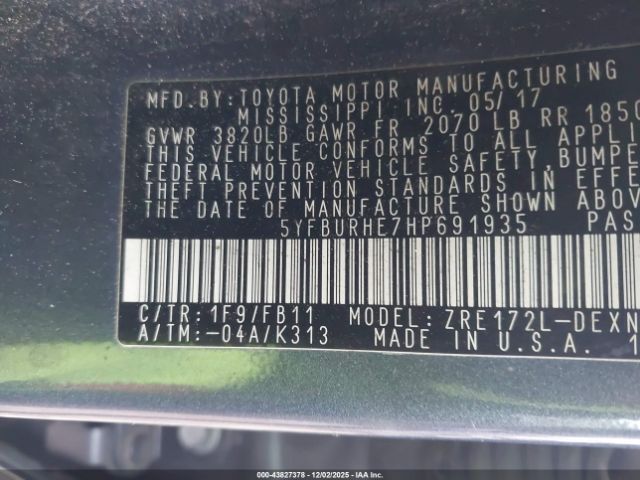 MFD.BY:TOYOTA MOTOR MANUFACTURING
MISSISSIPPI INC. 05/17
GVWR 3820LB GAWR FR 2070 LB RR 1850
THIS VEHICLE CONFORMS TO ALL APPLI
FEDERAL MOTOR VEHICLE SAFETY,BUMPE
THEFT PREVENTION STANDARDS IN EFFE
THE DATE OF MANUFACTURE SHOWN ABOV
5YFBURHE7HP691935 PAS
C/TR: 1F9/FB11 MODEL: ZRE172L-DEXN
A/TM:-04A/K313 MADE IN U.S.A. 1
000-43827378 - 12/02/2025 - IAA Inc.